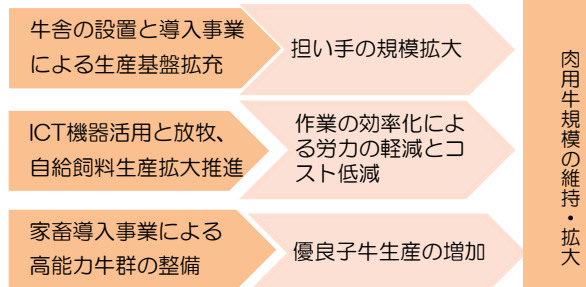 牛舎の設置と導入事業
による生産基盤拡充
担い手の規模拡大
ICT機器活用と放牧、
自給飼料生産拡大推進
作業の効率化によ
る労力の軽減とコ
スト低減
家畜導入事業による
高能力牛群の整備
優良子牛生産の増加
肉用牛規模の維持・拡大